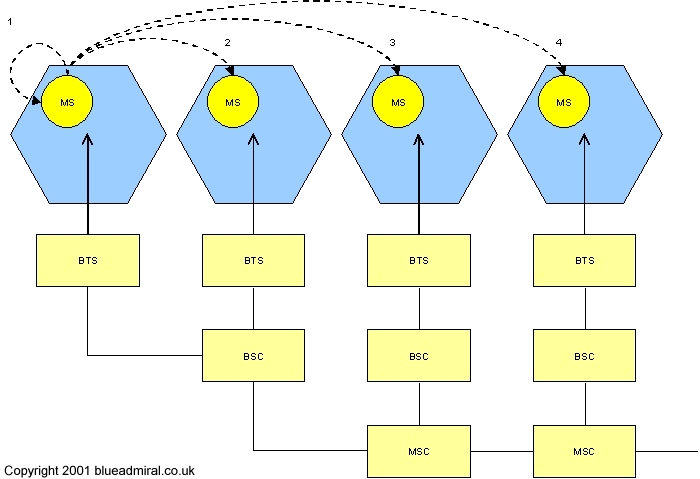 1
2
3
4
MS
MS
MS
MS
BTS
BTS
BTS
BTS
BSC
BSC
BSC
MSC
MSC
Copyright 2001 blueadmiral.co.uk